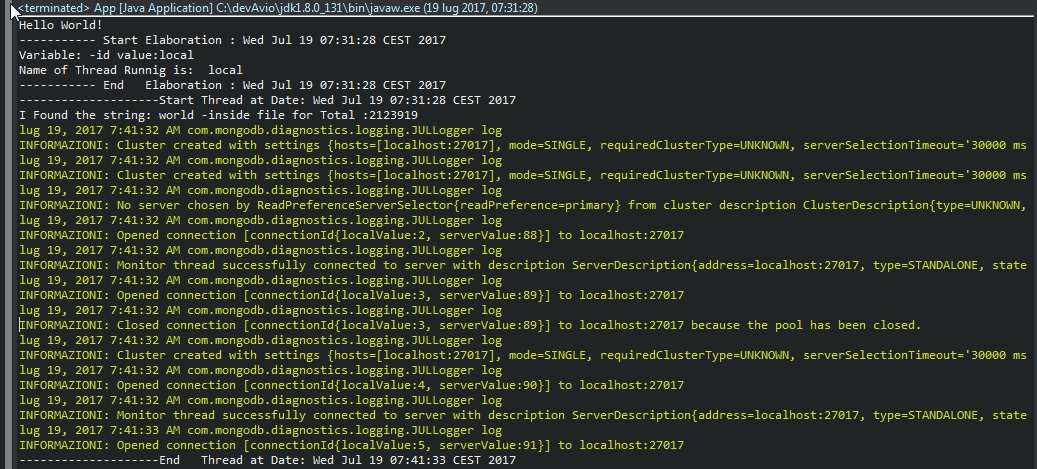 <terminated> App [Java Application] C:\devAvio\jdk1.8.0_131\bin\javaw.exe (19 lug 2017, 07:31:28)
Hello World!
----------- Start Elaboration : Wed Jul 19 07:31:28 CEST 2017
Variable: -id value:local
Name of Thread Runnig is:  local
----------- End   Elaboration : Wed Jul 19 07:31:28 CEST 2017
--------------------Start Thread at Date: Wed Jul 19 07:31:28 CEST 2017
I Found the string: world -inside file for Total :2123919
lug 19, 2017 7:41:32 AM com.mongodb.diagnostics.logging.JULLogger log
INFORMAZIONI: Cluster created with settings {hosts=[localhost:27017], mode=SINGLE, requiredClusterType=UNKNOWN, serverSelectionTimeout='30000 ms
lug 19, 2017 7:41:32 AM com.mongodb.diagnostics.logging.JULLogger log
INFORMAZIONI: Cluster created with settings {hosts=[localhost:27017], mode=SINGLE, requiredClusterType=UNKNOWN, serverSelectionTimeout='30000 ms
lug 19, 2017 7:41:32 AM com.mongodb.diagnostics.logging.JULLogger log
INFORMAZIONI: No server chosen by ReadPreferenceServerSelector{readPreference=primary} from cluster description ClusterDescription{type=UNKNOWN,
lug 19, 2017 7:41:32 AM com.mongodb.diagnostics.logging.JULLogger log
INFORMAZIONI: Opened connection [connectionId{localValue:2, serverValue:88}] to localhost:27017
lug 19, 2017 7:41:32 AM com.mongodb.diagnostics.logging.JULLogger log
INFORMAZIONI: Monitor thread successfully connected to server with description ServerDescription{address=localhost:27017, type=STANDALONE, state
INFORMAZIONI: Opened connection [connectionId{localValue:3, serverValue:89}] to localhost:27017
lug 19, 2017 7:41:32 AM com.mongodb.diagnostics.logging.JULLogger log
INFORMAZIONI: Closed connection [connectionId{localValue:3, serverValue:89}] to localhost:27017 because the pool has been closed.
lug 19, 2017 7:41:32 AM com.mongodb.diagnostics.logging.JULLogger log
INFORMAZIONI: Cluster created with settings {hosts=[localhost:27017], mode=SINGLE, requiredClusterType=UNKNOWN, serverSelectionTimeout='30000 ms
lug 19, 2017 7:41:32 AM com.mongodb.diagnostics.logging.JULLogger log
INFORMAZIONI: Opened connection [connectionId{localValue:4, serverValue:90}] to localhost:27017
lug 19, 2017 7:41:32 AM com.mongodb.diagnostics.logging.JULLogger log
INFORMAZIONI: Monitor thread successfully connected to server with description ServerDescription{address=localhost:27017, type=STANDALONE, state
lug 19, 2017 7:41:33 AM com.mongodb.diagnostics.logging.JULLogger log
INFORMAZIONI: Opened connection [connectionId{localValue:5, serverValue:91}] to localhost:27017
--------------------End   Thread at Date: Wed Jul 19 07:41:33 CEST 2017